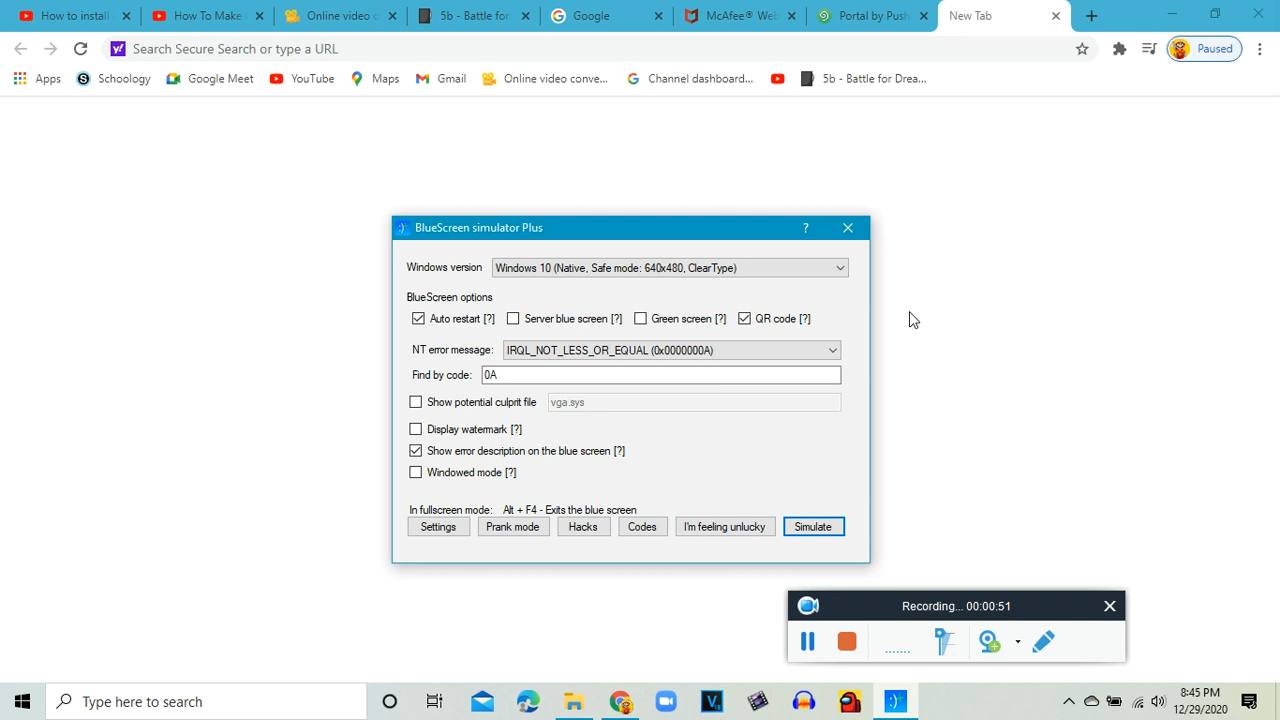 How to install
How To Make
Online video c
5b - Battle for
Google
McAfee® Web
Portal by Push
New Tab
Search Secure Search or type a URL
Paused
Apps
Schoology
Google Meet
YouTube
Maps
Gmail
Online video conve...
Channel dashboard...
5b - Battle for Drea...
BlueScreen simulator Plus
?
Windows version
Windows 10 (Native, Safe mode: 640x480, ClearType)
BlueScreen options
Auto restart [?]
Server blue screen [?]
Green screen [?]
QR code [?]
NT error message:
IRQL_NOT_LESS_OR_EQUAL (0x0000000A)
Find by code:
0A
Show potential culprit file
vga.sys
Display watermark [?]
Show error description on the blue screen [?]
Windowed mode [?]
In fullscreen mode: Alt + F4 - Exits the blue screen
Settings
Prank mode
Hacks
Codes
I'm feeling unlucky
Simulate
Recording... 00:00:51
Type here to search
8:45 PM
12/29/2020